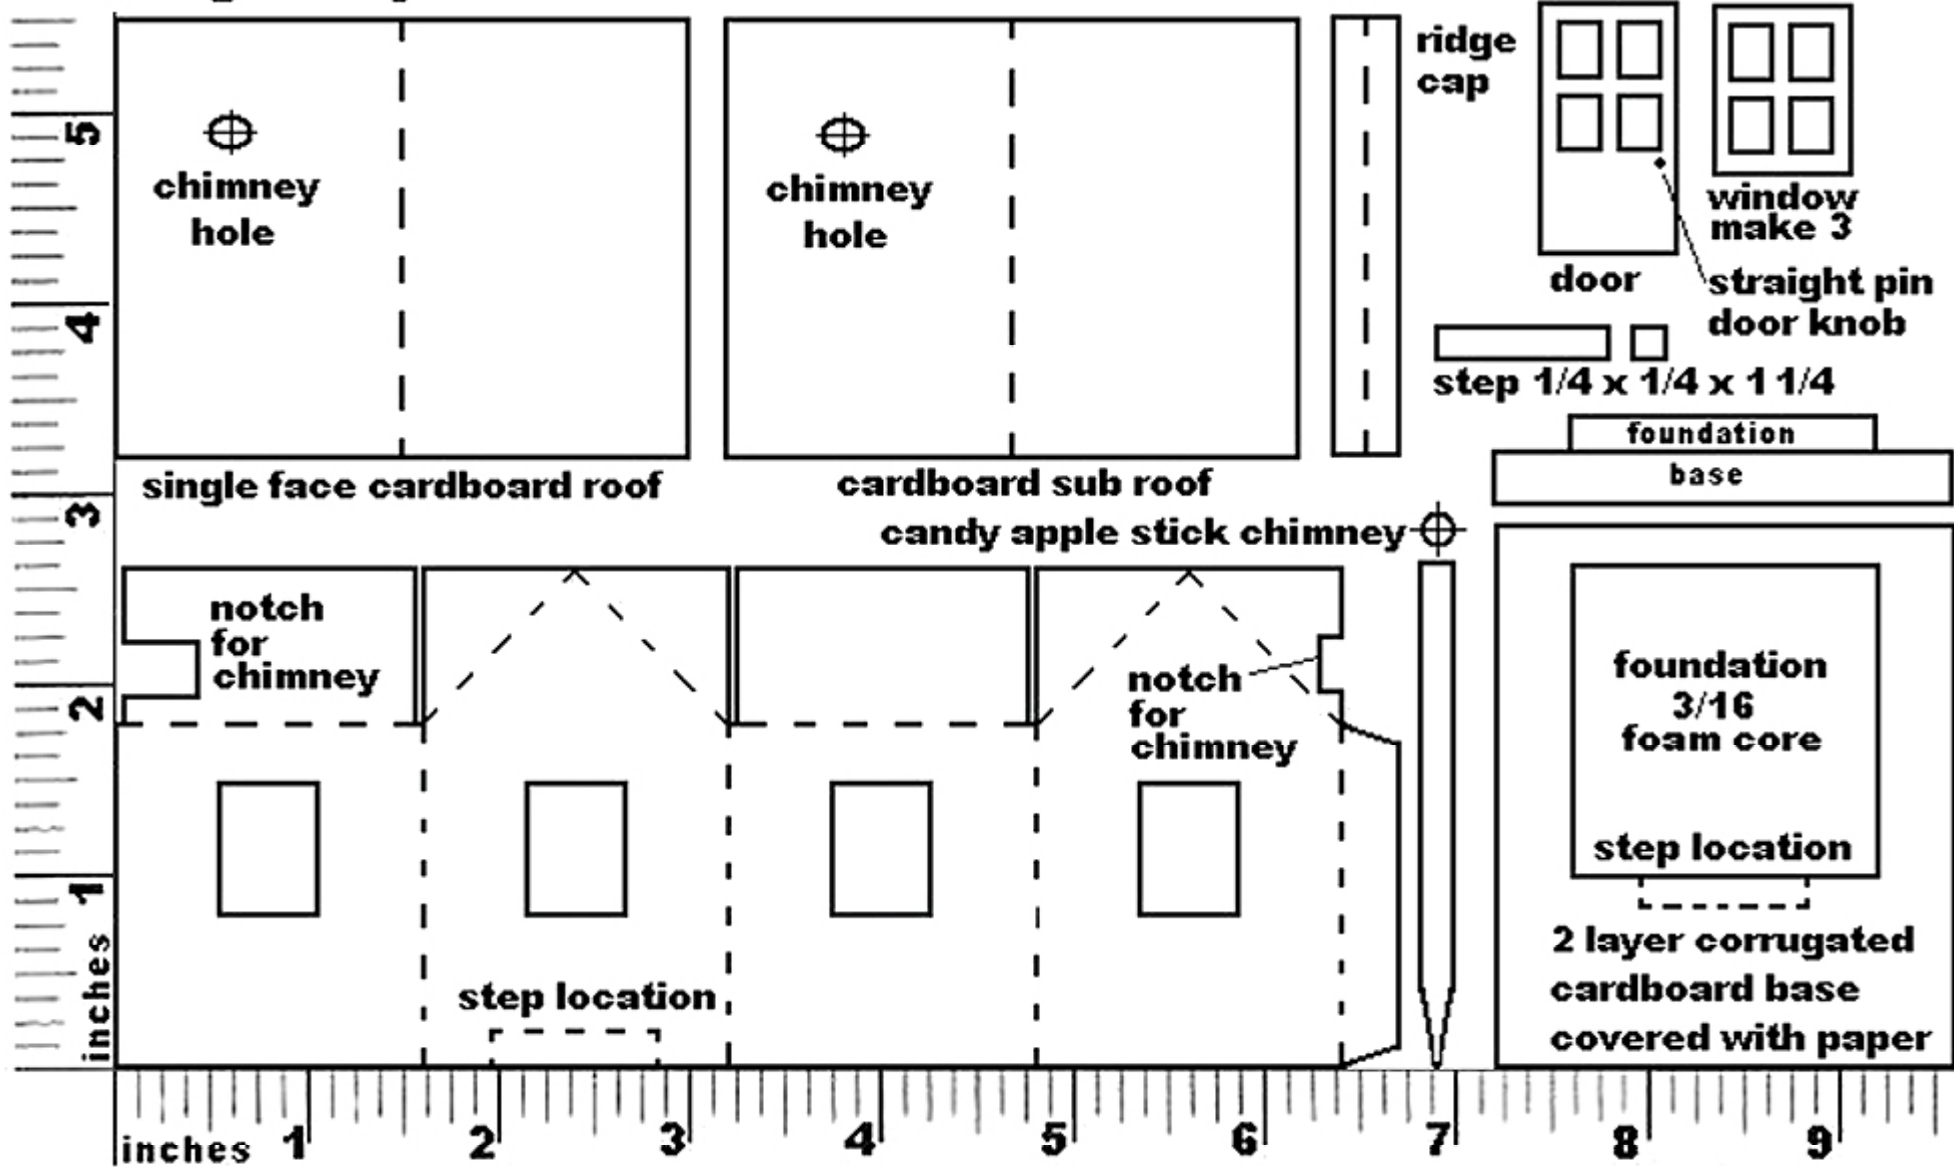 ridge
cap
chimney
hole
chimney
hole
window
make 3
door
straight pin
door knob
step 1/4 x 1/4 x 1 1/4
foundation
base
single face cardboard roof
cardboard sub roof
candy apple stick chimney
notch
for
chimney
notch
for
chimney
foundation
3/16
foam core
step location
step location
2 layer corrugated
cardboard base
covered with paper
5
4
3
2
1
inches
inches 1 2 3 4 5 6 7 8 9